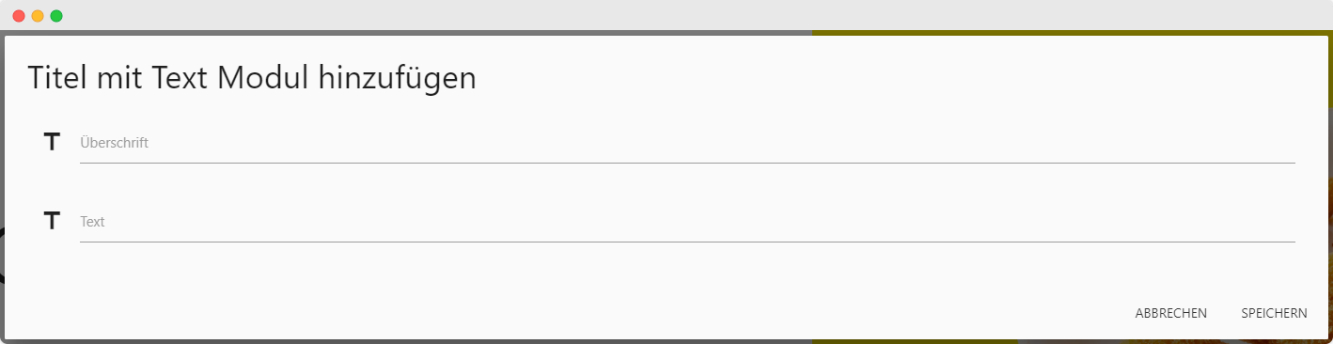 Titel mit Text Modul hinzufügen
Überschrift
Text
ABBRECHEN SPEICHERN